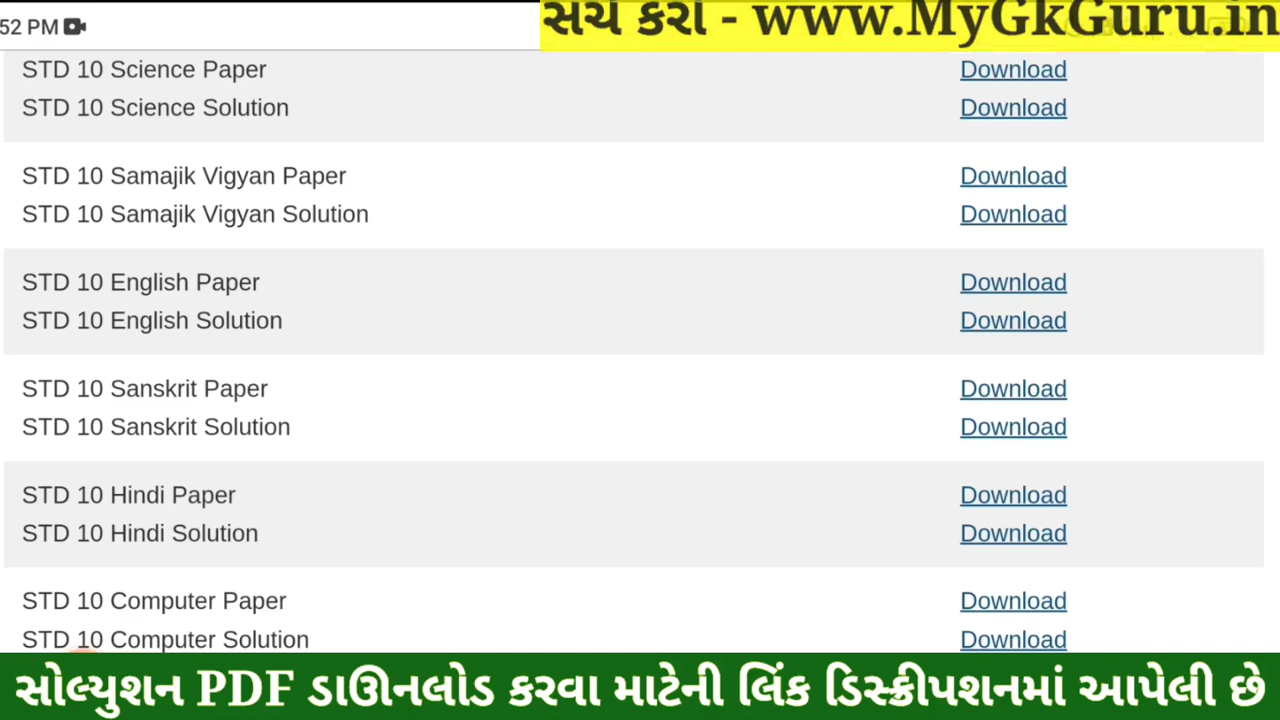 52 PM
સર્ચ કરો - www.MyGkGuru.in
STD 10 Science Paper Download
STD 10 Science Solution Download
STD 10 Samajik Vigyan Paper Download
STD 10 Samajik Vigyan Solution Download
STD 10 English Paper Download
STD 10 English Solution Download
STD 10 Sanskrit Paper Download
STD 10 Sanskrit Solution Download
STD 10 Hindi Paper Download
STD 10 Hindi Solution Download
STD 10 Computer Paper Download
STD 10 Computer Solution Download
સોલ્યુશન PDF ડાઊનલોડ કરવા માટેની લિંક ડિસ્ક્રીપશનમાં આપેલી છે